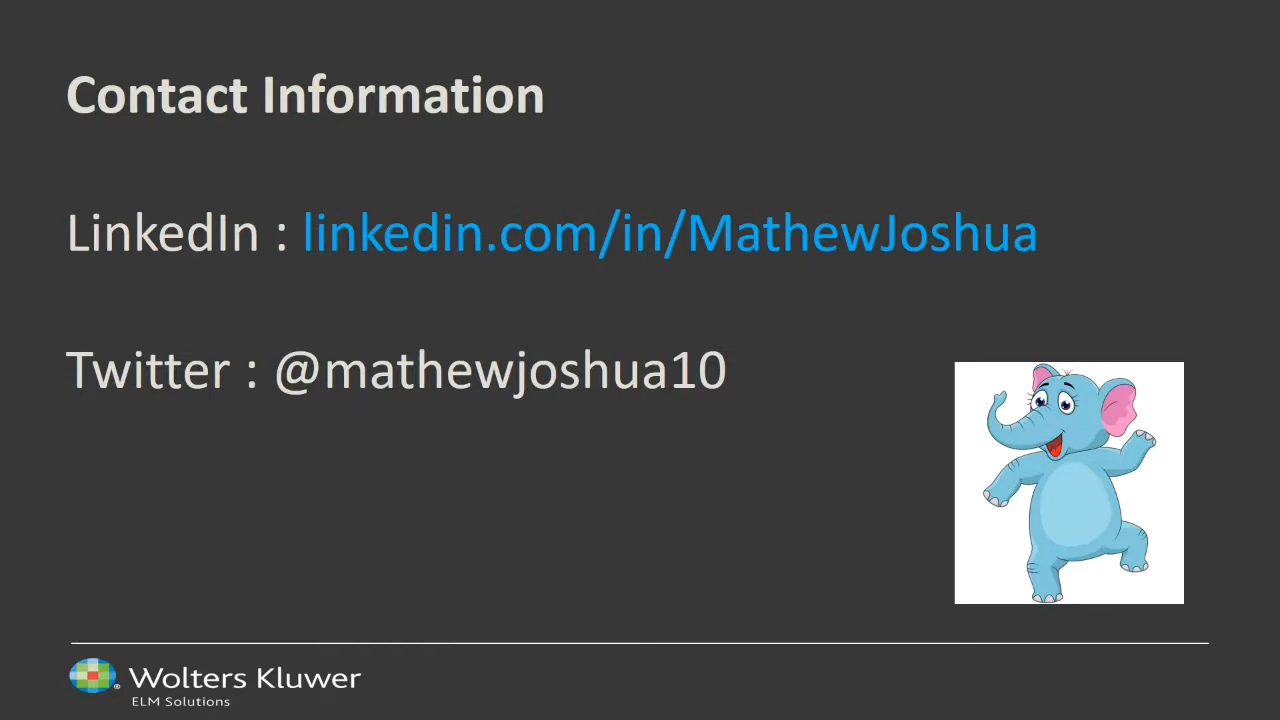 Contact Information
LinkedIn : linkedin.com/in/MathewJoshua
Twitter : @mathewjoshua10
® Wolters Kluwer
ELM Solutions